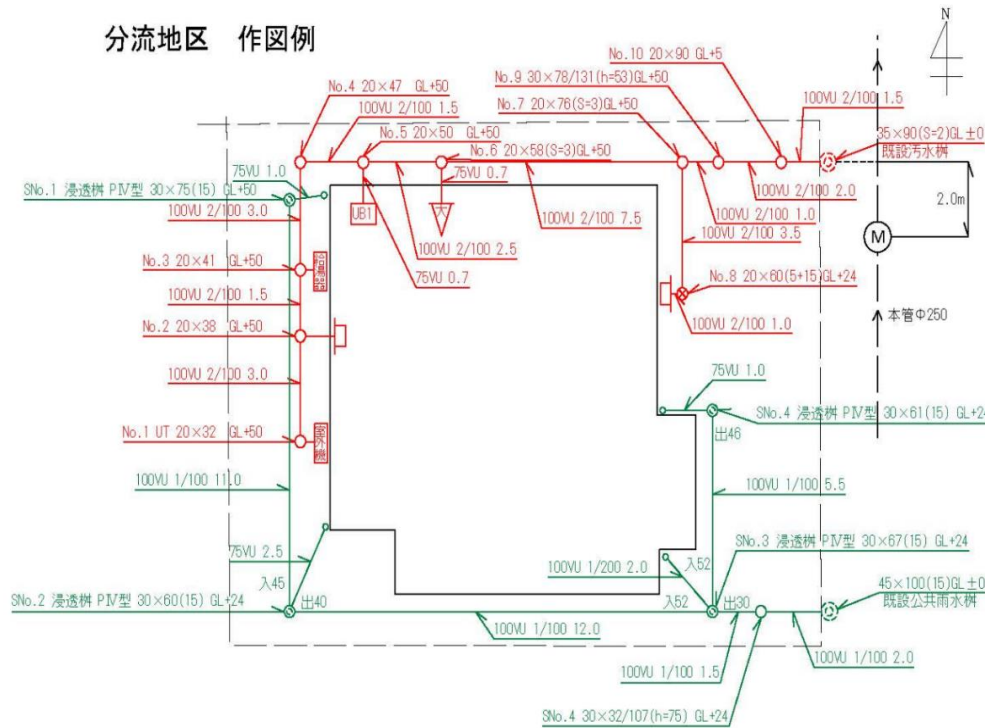 分流地区 作図例
N
No.10 20×90 GL+5
No.9 30×78/131(h=53)GL+50
No.4 20×47 GL+50
100VU 2/100 1.5
No.7 20×76(S=3)GL+50
100VU 2/100 1.5
No.5 20×50 GL+50
35×90(S=2)GL±0
既設汚水桝
No.6 20×58(S=3)GL+50
75VU 1.0
75VU 0.7
SNo.1 浸透桝 PⅣ型 30×75(15) GL+50
UB1
大
100VU 2/100 2.0
2.0m
100VU 2/100 3.0
100VU 2/100 7.5
100VU 2/100 1.0
M
100VU 2/100 3.5
100VU 2/100 2.5
No.3 20×41 GL+50
給湯器
75VU 0.7
No.8 20×60(5+15)GL+24
100VU 2/100 1.5
100VU 2/100 1.0
本管Φ250
No.2 20×38 GL+50
75VU 1.0
100VU 2/100 3.0
SNo.4 浸透桝 PⅣ型 30×61(15) GL+24
出46
No.1 UT 20×32 GL+50
室外機
100VU 1/100 11.0
100VU 1/100 5.5
SNo.3 浸透桝 PⅣ型 30×67(15) GL+24
75VU 2.5
100VU 1/200 2.0
入52
入45
45×100(15)GL±0
既設公共雨水桝
SNo.2 浸透桝 PⅣ型 30×60(15) GL+24
出40
入52
出30
100VU 1/100 12.0
100VU 1/100 2.0
100VU 1/100 1.5
SNo.4 30×32/107(h=75) GL+24